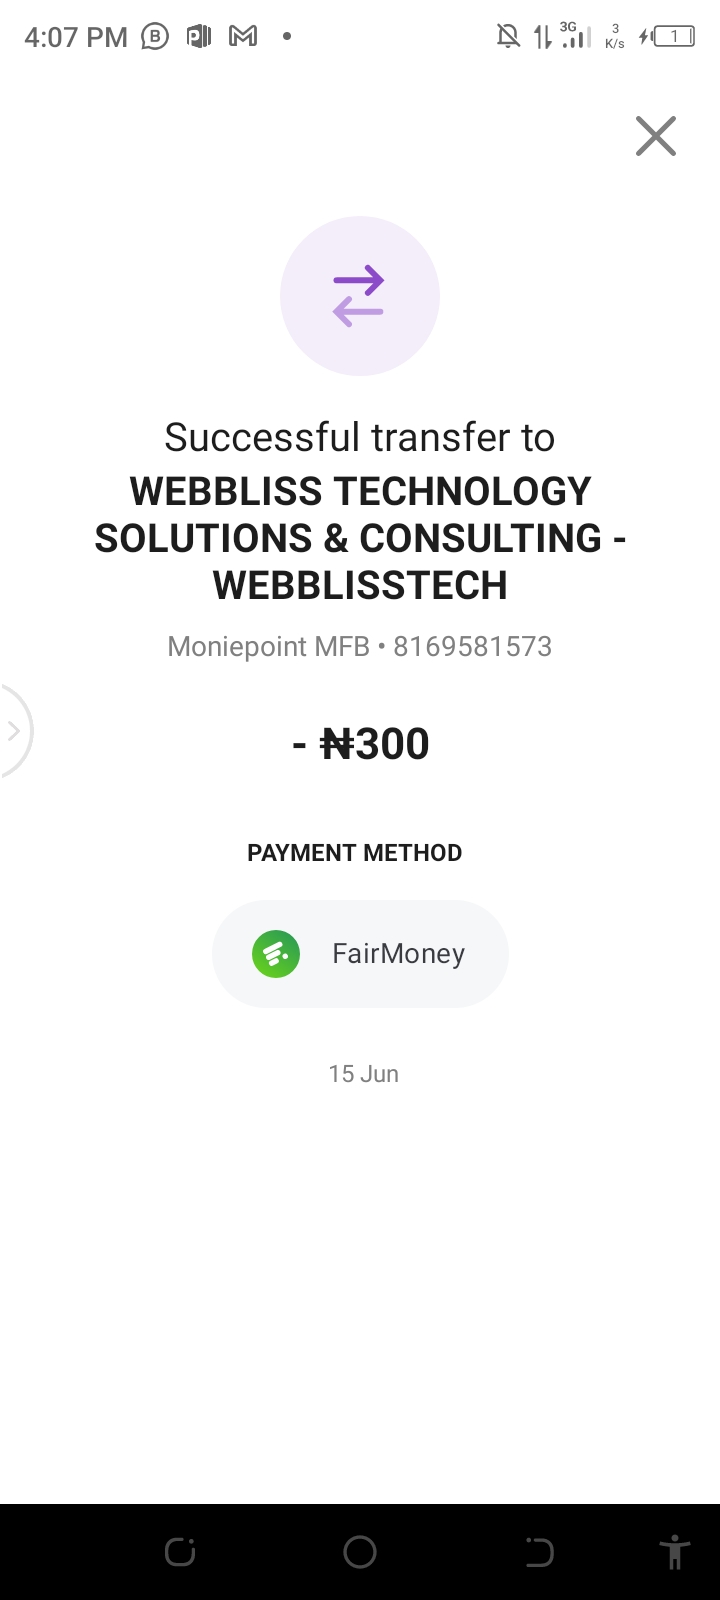 4:07 PM
3G
3
K/s
1
Successful transfer to
WEBBLISS TECHNOLOGY
SOLUTIONS & CONSULTING -
WEBBLISSTECH
Moniepoint MFB • 8169581573
- ₦300
PAYMENT METHOD
FairMoney
15 Jun